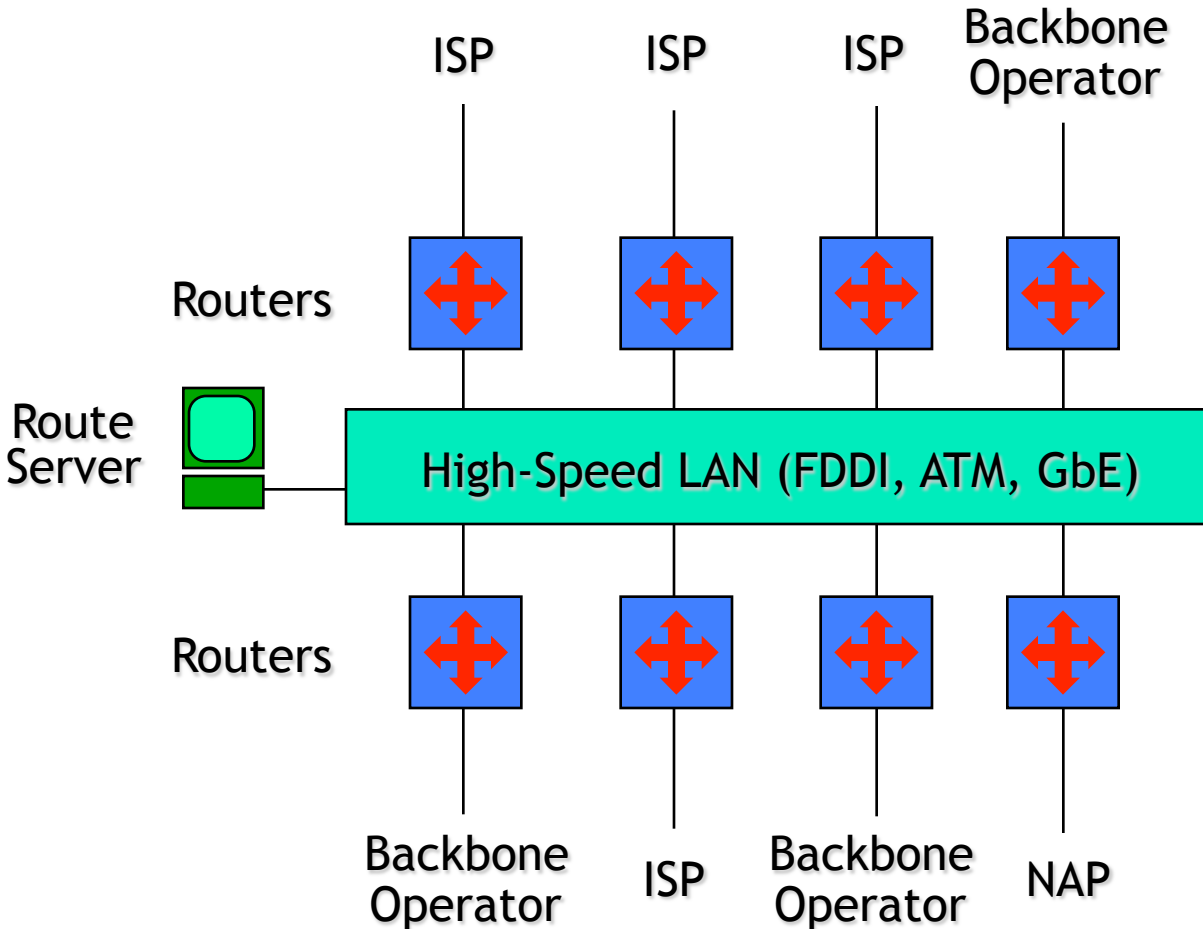 ISP
ISP
ISP
Backbone
Operator
Routers
Route
Server
High-Speed LAN (FDDI, ATM, GbE)
Routers
Backbone
Operator
ISP
Backbone
Operator
NAP